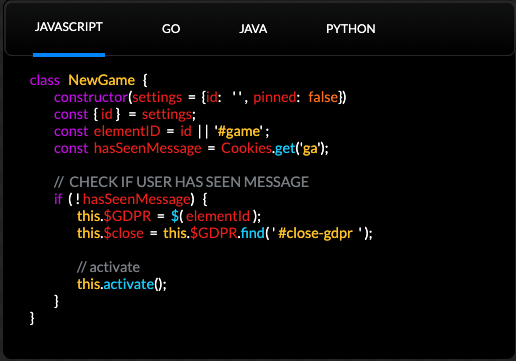 JAVASCRIPT GO JAVA PYTHON
class NewGame {
constructor(settings = {id: '', pinned: false})
const {id} = settings;
const elementID = id || '#game';
const hasSeenMessage = Cookies.get('ga');
// CHECK IF USER HAS SEEN MESSAGE
if (!hasSeenMessage) {
this.$GDPR = $(elementId);
this.$close = this.$GDPR.find('#close-gdpr ');
// activate
this.activate();
}
}